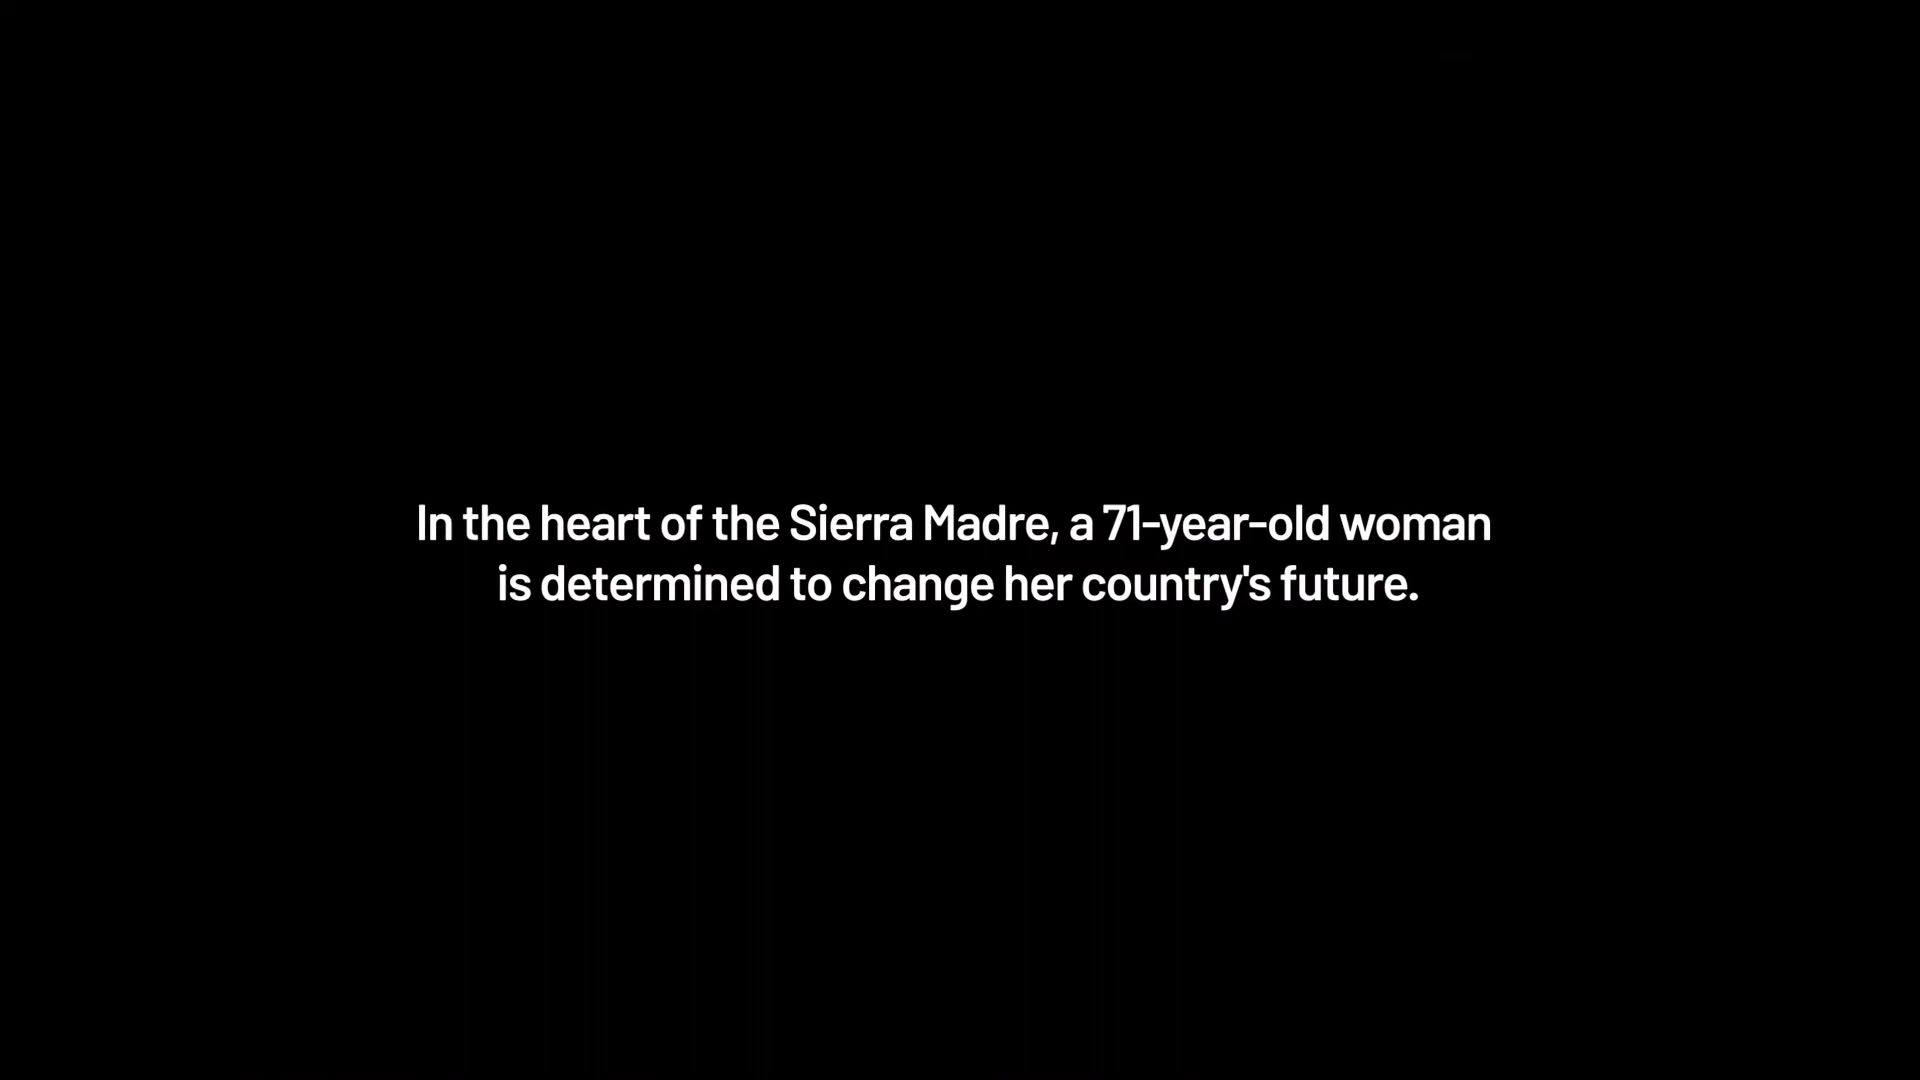 In the heart of the Sierra Madre, a 71-year-old woman
is determined to change her country's future.